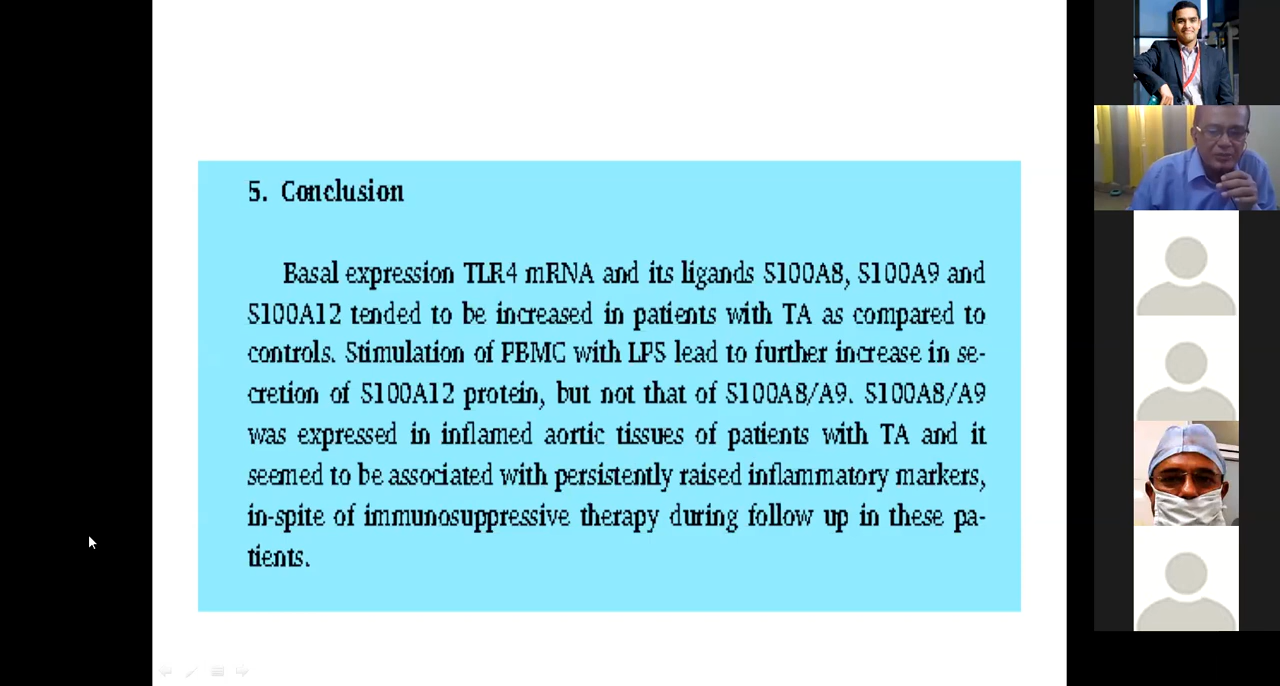 5. Conclusion
Basal expression TLR4 mRNA and its ligands S100A8, S100A9 and
S100A12 tended to be increased in patients with TA as compared to
controls. Stimulation of PBMC with LPS lead to further increase in se-
cretion of S100A12 protein, but not that of S100A8/A9. S100A8/A9
was expressed in inflamed aortic tissues of patients with TA and it
seemed to be associated with persistently raised inflammatory markers,
in-spite of immunosuppressive therapy during follow up in these pa-
tients.